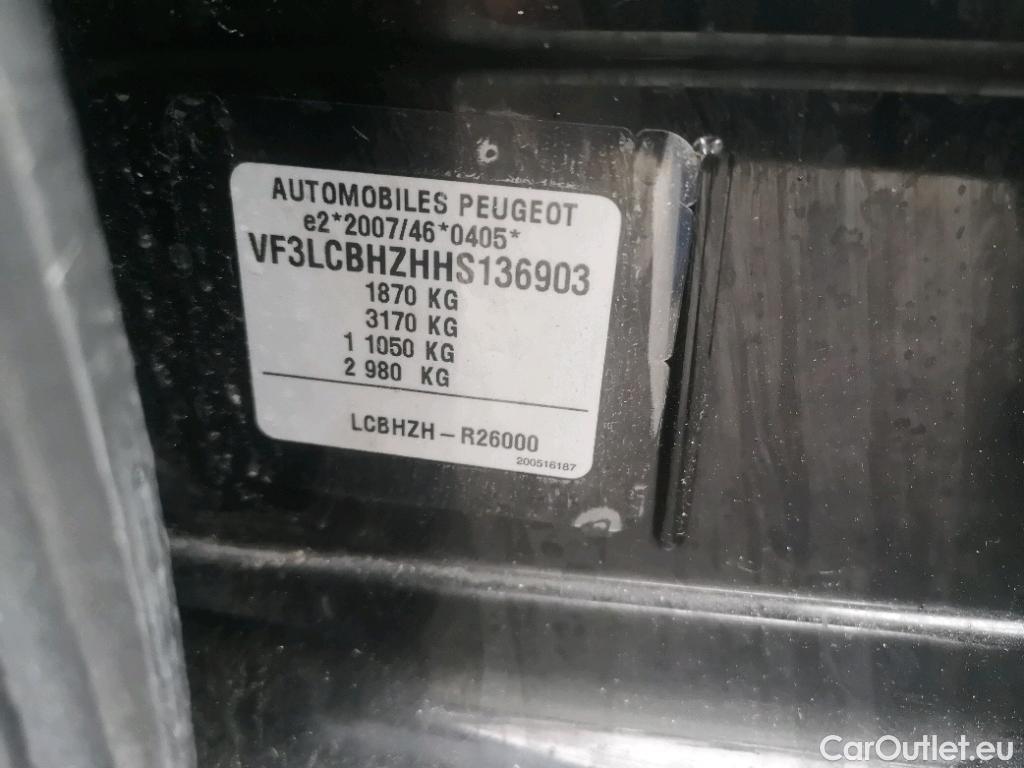 AUTOMOBILES PEUGEOT
e2*2007/46*0405*
VF3LCBHZHHS136903
1870 KG
3170 KG
1 1050 KG
2 980 KG
LCBHZH – R26000
200516187
CarOutlet.eu